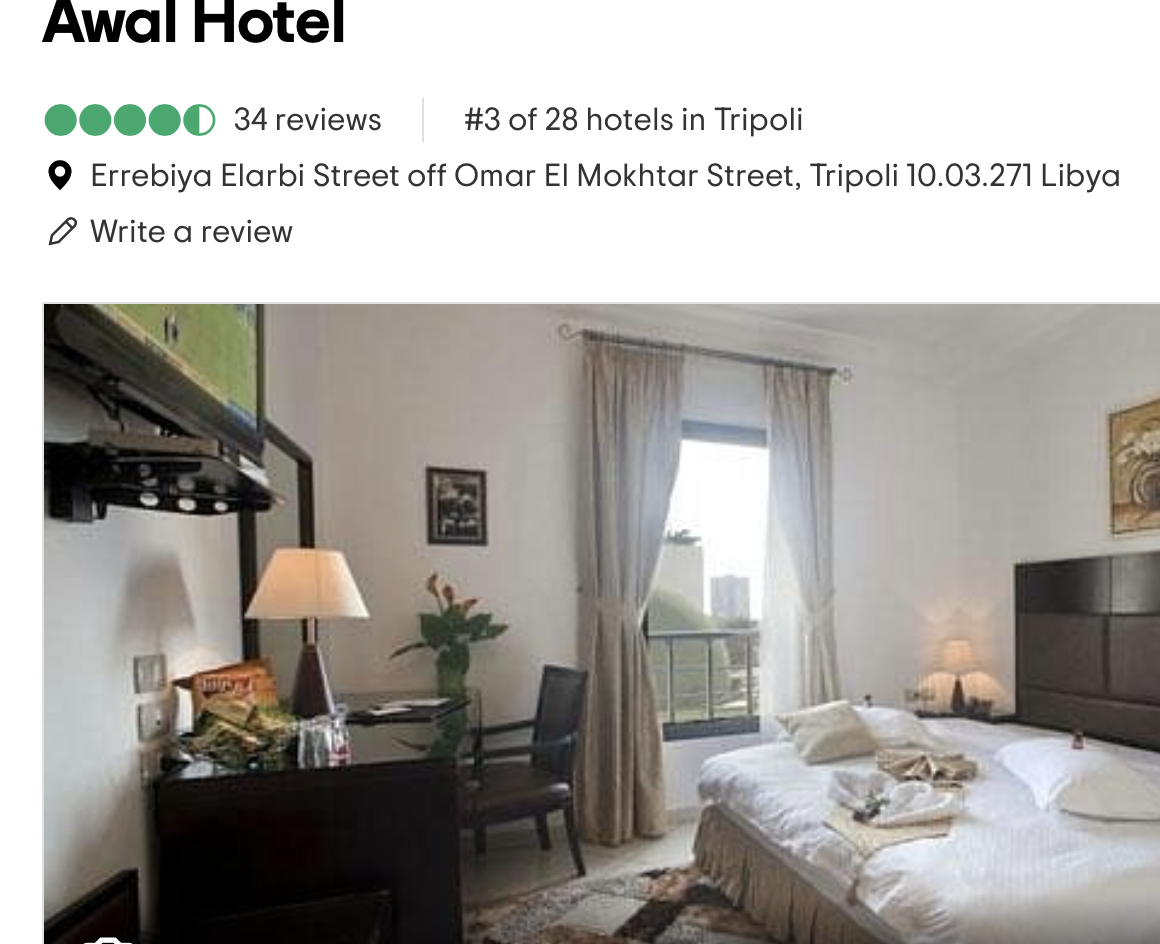 Awal Hotel
34 reviews
#3 of 28 hotels in Tripoli
Errebiya Elarbi Street off Omar El Mokhtar Street, Tripoli 10.03.271 Libya
Write a review